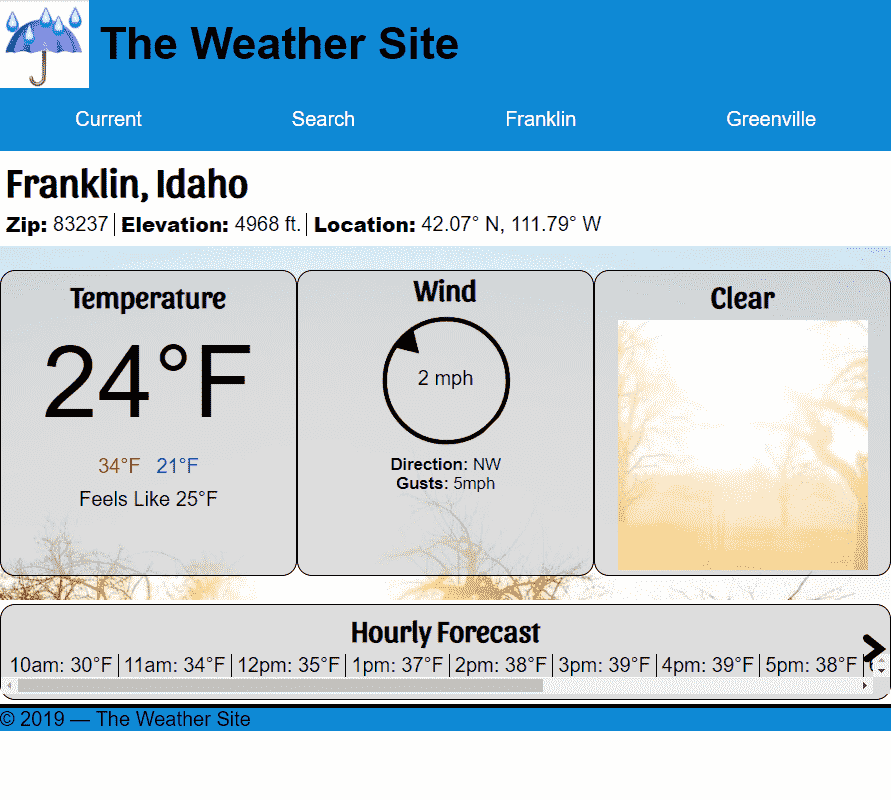 The Weather Site
Current Search Franklin Greenville
Franklin, Idaho
Zip: 83237 Elevation: 4968 ft. Location: 42.07° N, 111.79° W
Temperature
24°F
34°F 21°F
Feels Like 25°F
Wind
2 mph
Direction: NW
Gusts: 5mph
Clear
Hourly Forecast
10am: 30°F 11am: 34°F 12pm: 35°F 1pm: 37°F 2pm: 38°F 3pm: 39°F 4pm: 39°F 5pm: 38°F
© 2019 — The Weather Site